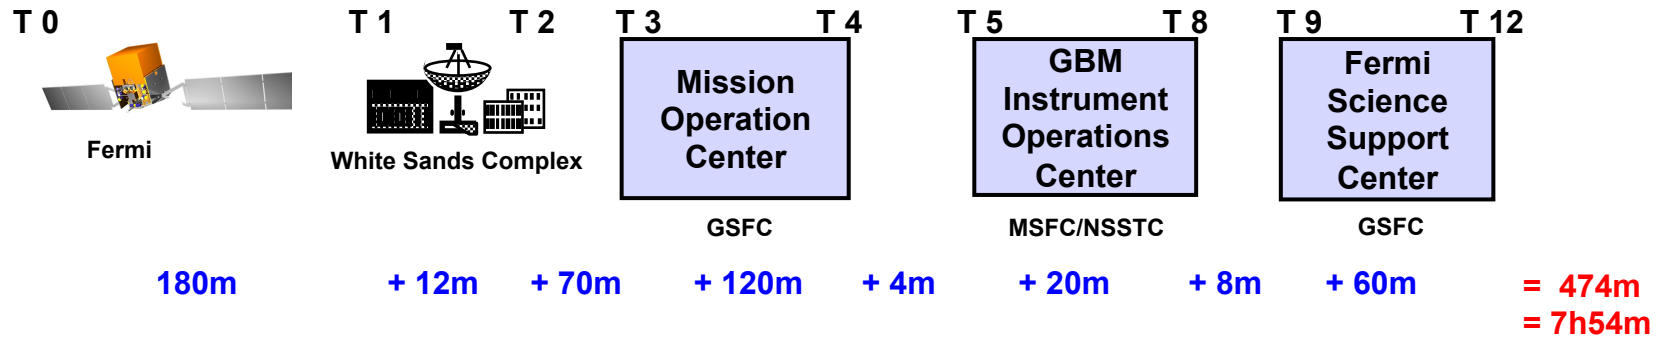 T 0 T 1 T 2 T 3 T 4 T 5 T 8 T 9 T 12
Fermi
White Sands Complex
Mission
Operation
Center
GSFC
GBM
Instrument
Operations
Center
MSFC/NSSTC
Fermi
Science
Support
Center
GSFC
180m + 12m + 70m + 120m + 4m + 20m + 8m + 60m = 474m
= 7h54m